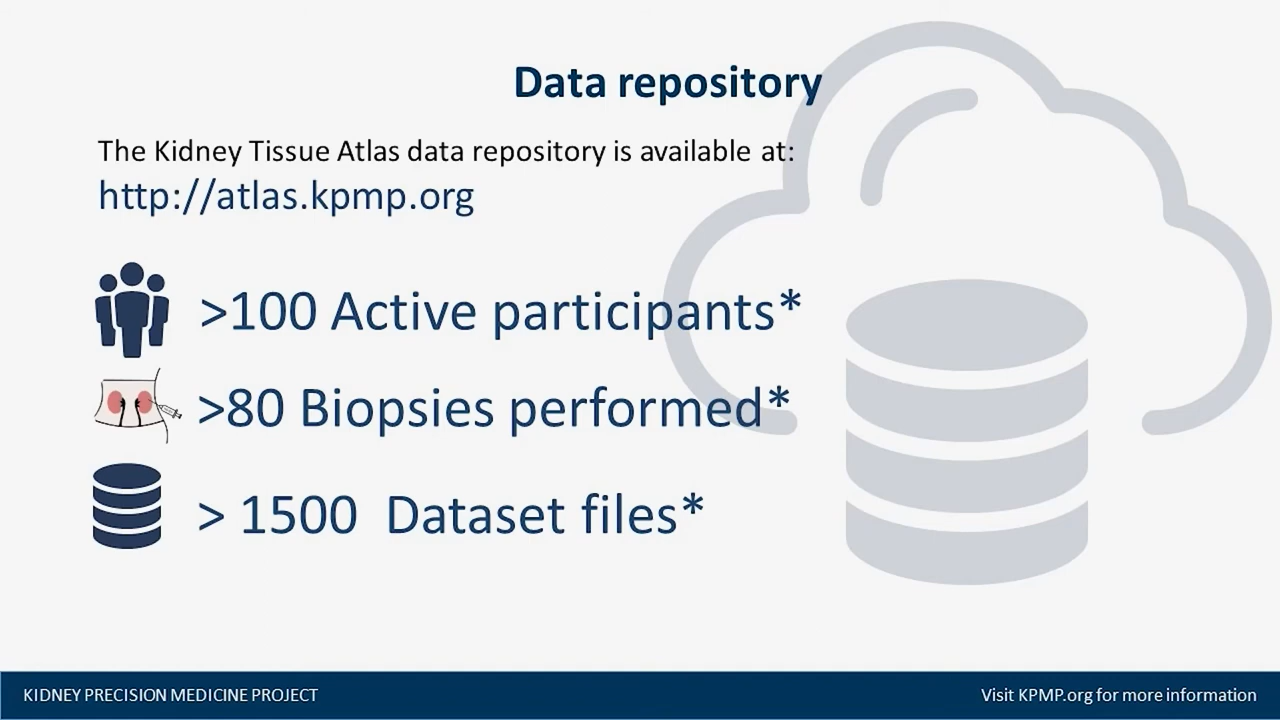 Data repository
The Kidney Tissue Atlas data repository is available at:
http://atlas.kpmp.org
>100 Active participants*
>80 Biopsies performed*
> 1500  Dataset files*
KIDNEY PRECISION MEDICINE PROJECT
Visit KPMP.org for more information